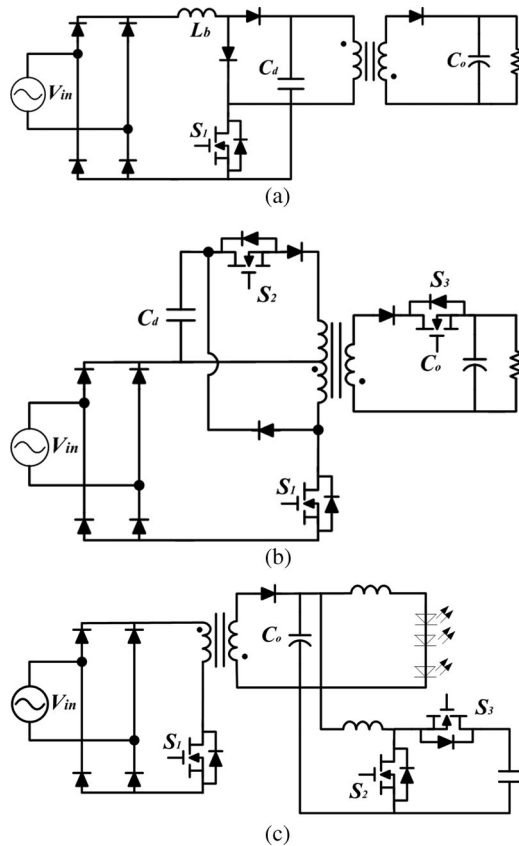 L_b
C_d
C_o
V_in
S_1
(a)
S_2
S_3
C_d
C_o
V_in
S_1
(b)
C_o
V_in
S_3
S_1
S_2
(c)